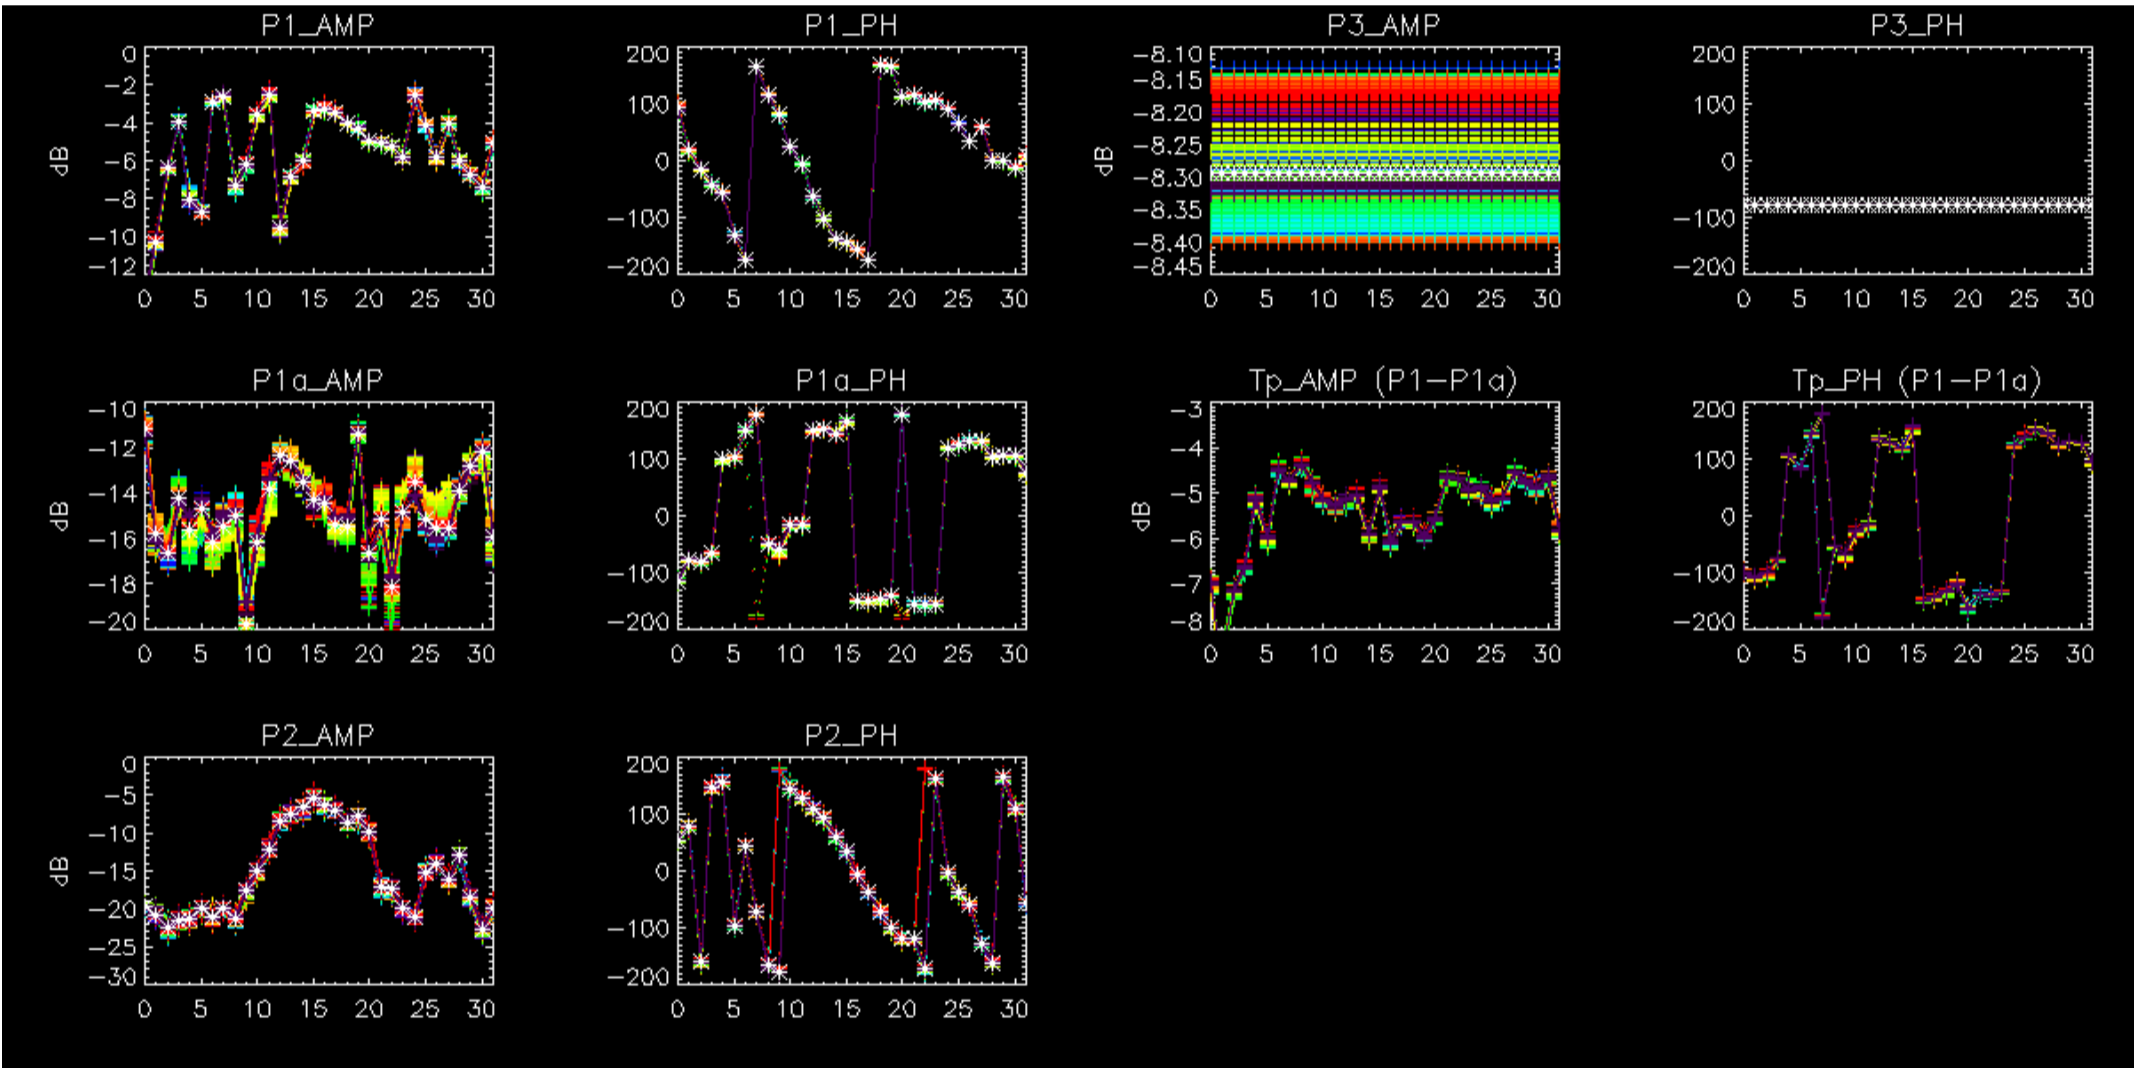 P1_AMP
P1_PH
P3_AMP
P3_PH
0
−2
−4
−6
−8
−10
−12
dB
0 5 10 15 20 25 30
200
100
0
−100
−200
0 5 10 15 20 25 30
−8.10
−8.15
−8.20
−8.25
−8.30
−8.35
−8.40
−8.45
dB
0 5 10 15 20 25 30
200
100
0
−100
−200
0 5 10 15 20 25 30
P1a_AMP
P1a_PH
Tp_AMP (P1−P1a)
Tp_PH (P1−P1a)
−10
−12
−14
−16
−18
−20
dB
0 5 10 15 20 25 30
200
100
0
−100
−200
0 5 10 15 20 25 30
−3
−4
−5
−6
−7
−8
dB
0 5 10 15 20 25 30
200
100
0
−100
−200
0 5 10 15 20 25 30
P2_AMP
P2_PH
0
−5
−10
−15
−20
−25
−30
dB
0 5 10 15 20 25 30
200
100
0
−100
−200
0 5 10 15 20 25 30